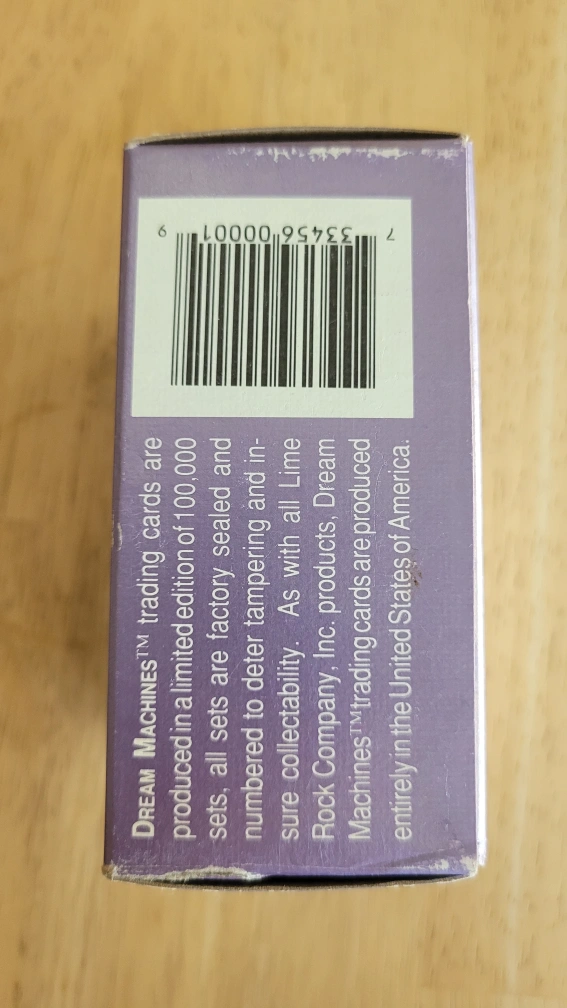 7 33456 00001 9
DREAM MACHINES™ trading cards are
produced in a limited edition of 100,000
sets, all sets are factory sealed and
numbered to deter tampering and in-
sure collectability. As with all Lime
Rock Company, Inc. products, Dream
Machines™ trading cards are produced
entirely in the United States of America.